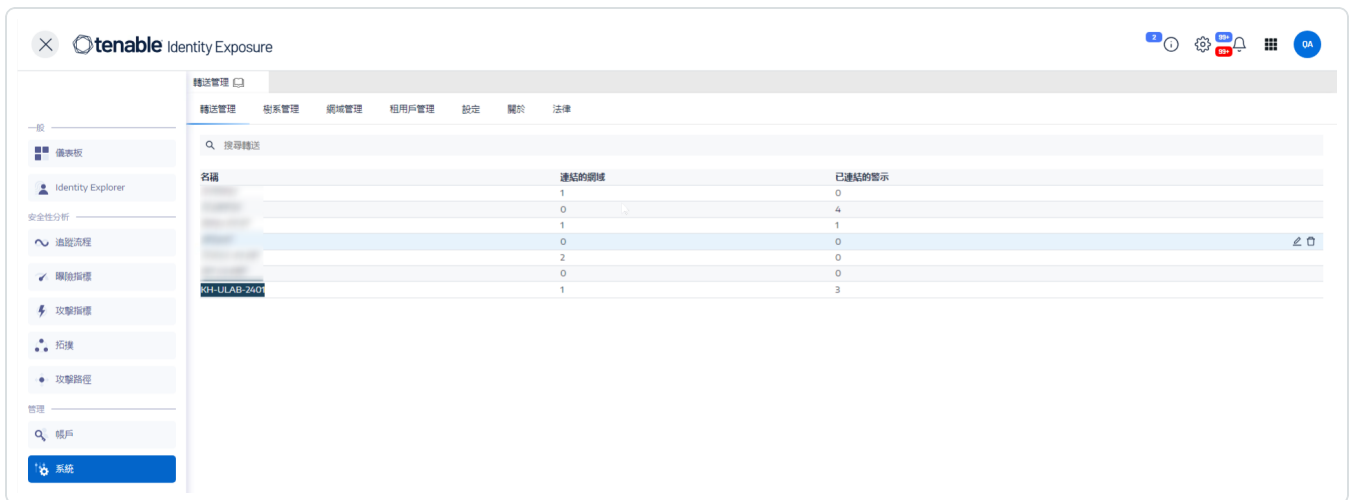 tenable Identity Exposure
2
99+
99+
QA
轉送管理
轉送管理 樹系管理 網域管理 租用戶管理 設定 關於 法律
一般
儀表板
Identity Explorer
安全性分析
追蹤流程
曝險指標
攻擊指標
拓撲
攻擊路徑
管理
帳戶
系統
搜尋轉送
名稱 連結的網域 已連結的警示
1 0
0 4
1 1
0 0
2 0
0 0
KH-ULAB-2401 1 3